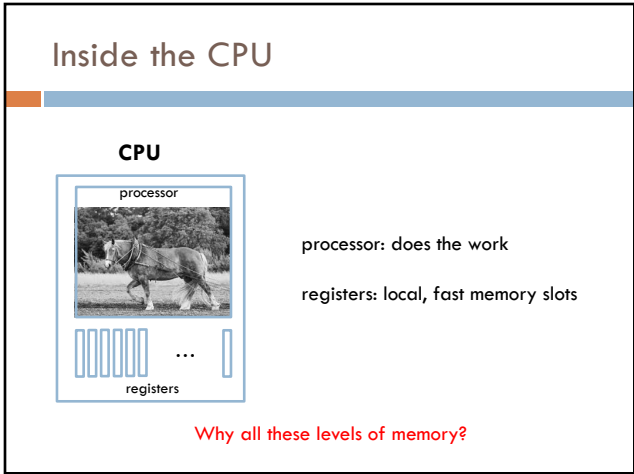 Inside the CPU
CPU
processor
processor: does the work
registers: local, fast memory slots
...
registers
Why all these levels of memory?